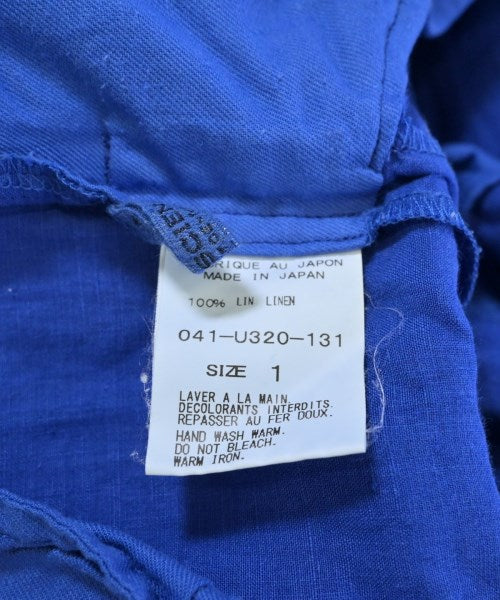 RIQUE AU JAPON
MADE IN JAPAN
100% LIN LINEN
041-U320-131
SIZE 1
LAVER A LA MAIN.
DECOLORANTS INTERDITS.
REPASSER AU FER DOUX.
HAND WASH WARM.
DO NOT BLEACH.
WARM IRON.